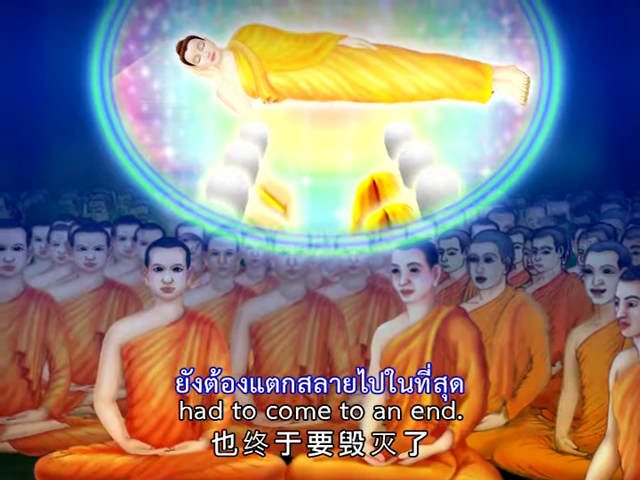 ยังต้องแตกสลายไปในที่สุด
had to come to an end.
也终于要毁灭了